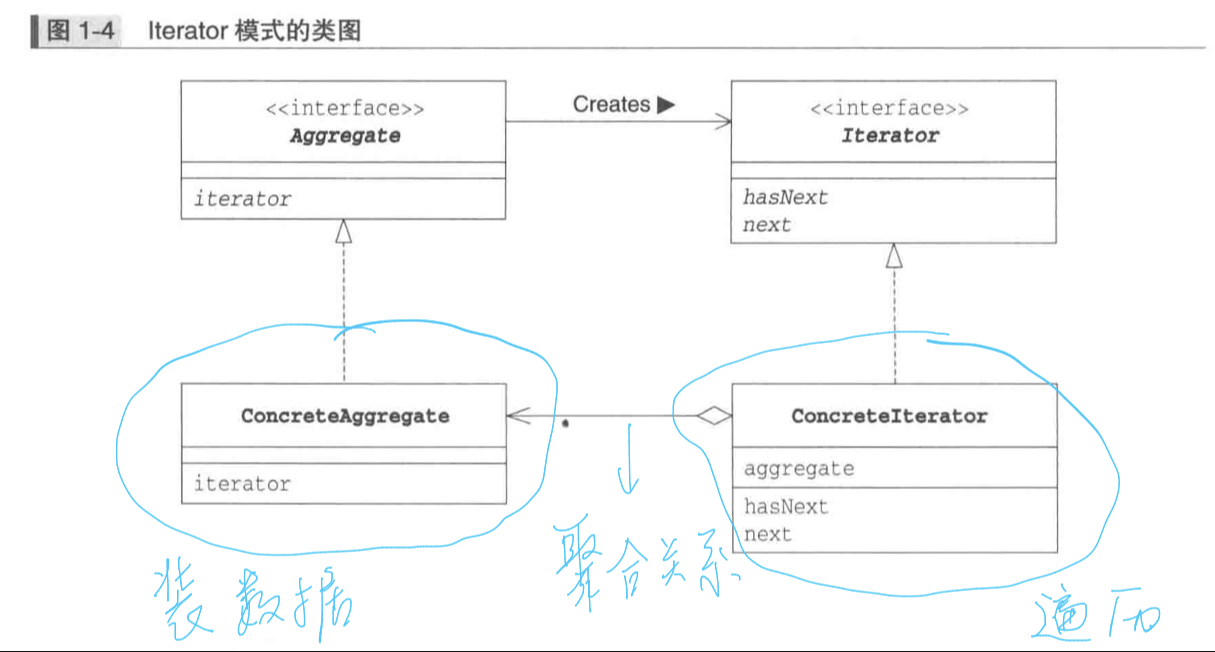 图 1-4 Iterator 模式的类图
<<interface>>
Aggregate
iterator
Creates ▶
<<interface>>
Iterator
hasNext
next
ConcreteAggregate
iterator
ConcreteIterator
aggregate
hasNext
next
装数据
聚合关系
遍历